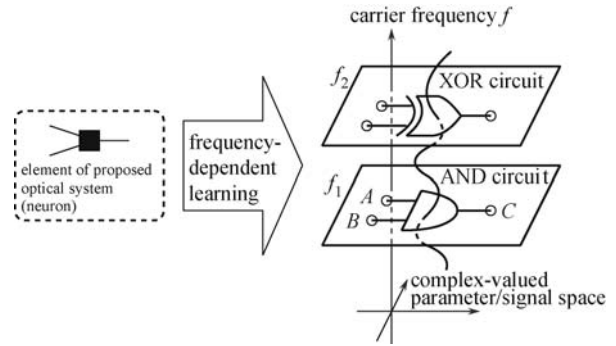 carrier frequency f
f2
XOR circuit
element of proposed
optical system
(neuron)
frequency-
dependent
learning
f1
AND circuit
A
B
C
complex-valued
parameter/signal space